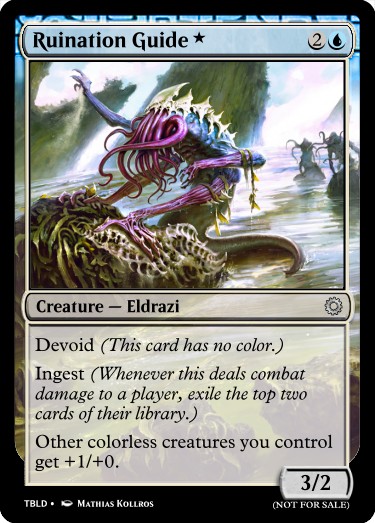 Ruination Guide ★ 2
Creature — Eldrazi
Devoid (This card has no color.)
Ingest (Whenever this deals combat
damage to a player, exile the top two
cards of their library.)
Other colorless creatures you control
get +1/+0.
3/2
TBLD • Mathias Kollros
(NOT FOR SALE)